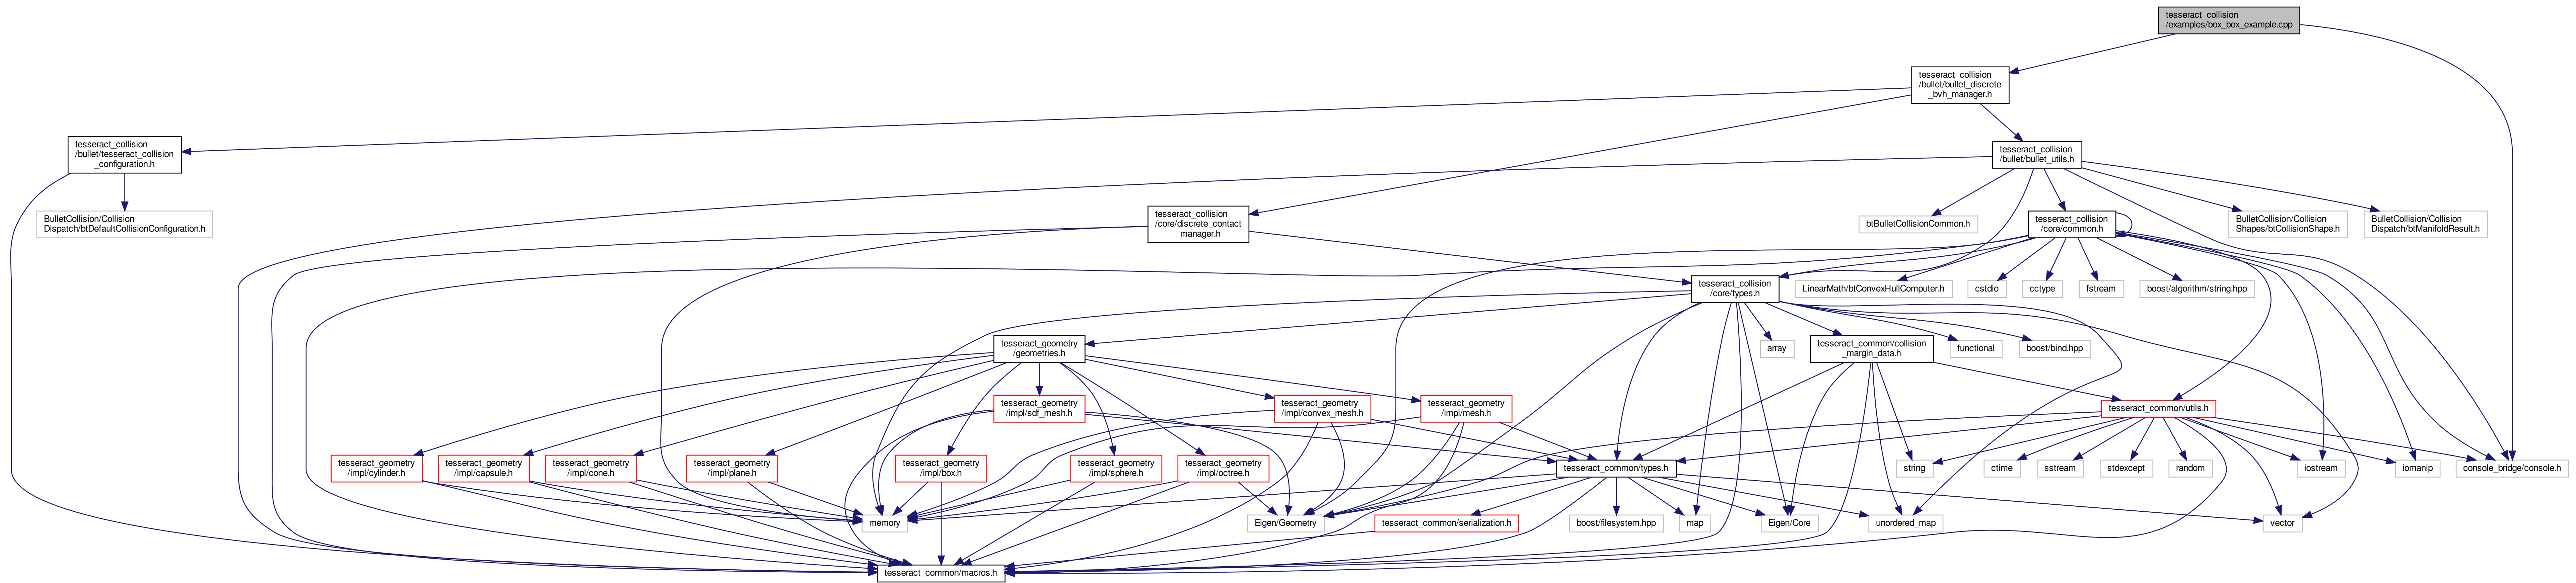 tesseract_collision
/examples/box_box_example.cpp
tesseract_collision
/bullet/bullet_discrete
_bvh_manager.h
tesseract_collision
/bullet/tesseract_collision
_configuration.h
tesseract_collision
/bullet/bullet_utils.h
BulletCollision/Collision
Dispatch/btDefaultCollisionConfiguration.h
tesseract_collision
/core/discrete_contact
_manager.h
btBulletCollisionCommon.h
tesseract_collision
/core/common.h
BulletCollision/Collision
Shapes/btCollisionShape.h
BulletCollision/Collision
Dispatch/btManifoldResult.h
tesseract_collision
/core/types.h
LinearMath/btConvexHullComputer.h
cstdio
cctype
fstream
boost/algorithm/string.hpp
tesseract_geometry
/geometries.h
array
tesseract_common/collision
_margin_data.h
functional
boost/bind.hpp
tesseract_geometry
/impl/sdf_mesh.h
tesseract_geometry
/impl/convex_mesh.h
tesseract_geometry
/impl/mesh.h
tesseract_common/utils.h
tesseract_geometry
/impl/cylinder.h
tesseract_geometry
/impl/capsule.h
tesseract_geometry
/impl/cone.h
tesseract_geometry
/impl/plane.h
tesseract_geometry
/impl/box.h
tesseract_geometry
/impl/sphere.h
tesseract_geometry
/impl/octree.h
tesseract_common/types.h
string
ctime
sstream
stdexcept
random
iostream
iomanip
console_bridge/console.h
memory
Eigen/Geometry
tesseract_common/serialization.h
boost/filesystem.hpp
map
Eigen/Core
unordered_map
vector
tesseract_common/macros.h